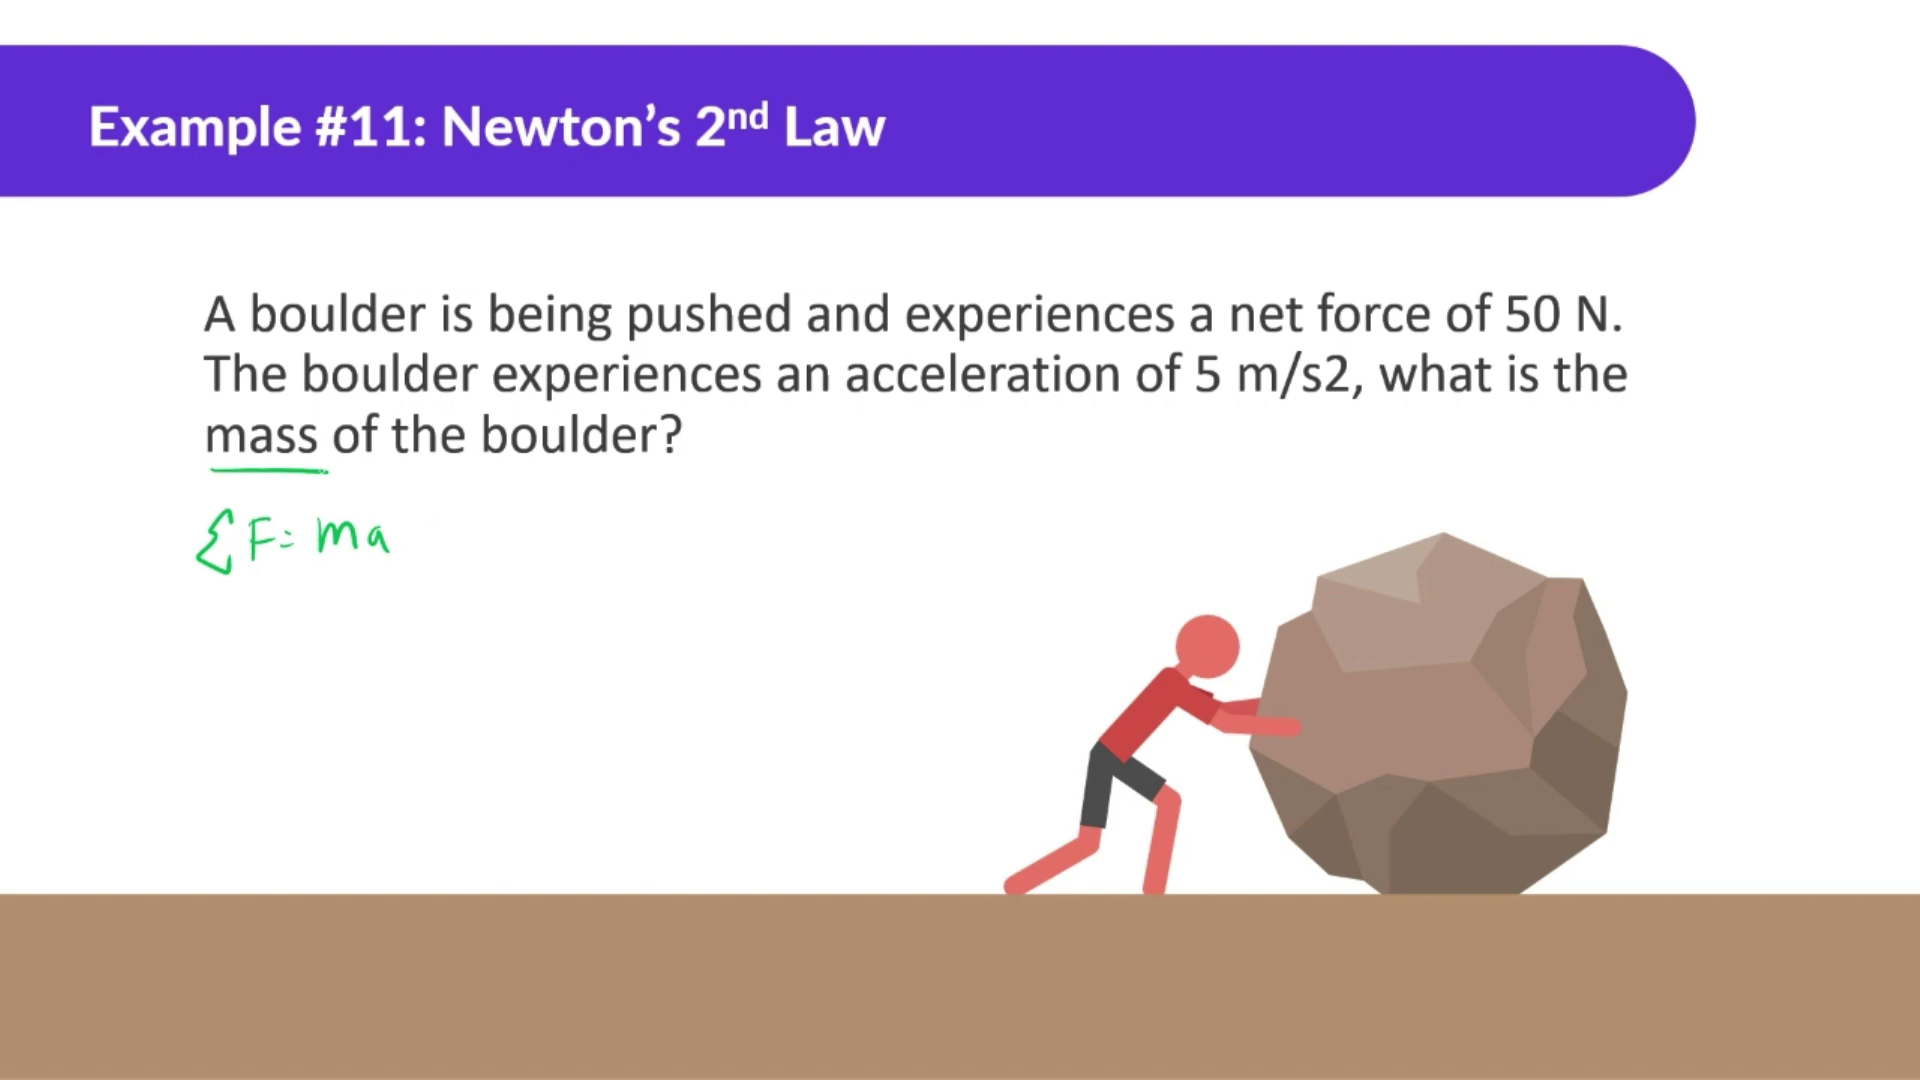 Example #11: Newton’s 2nd Law
A boulder is being pushed and experiences a net force of 50 N.
The boulder experiences an acceleration of 5 m/s2, what is the
mass of the boulder?
ΣF = ma